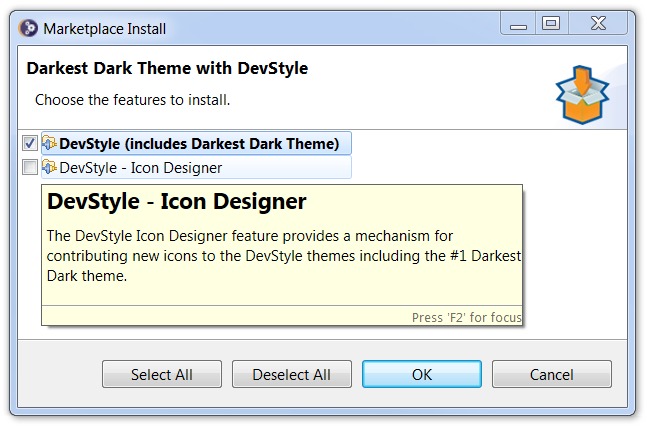 Marketplace Install
Darkest Dark Theme with DevStyle
Choose the features to install.
DevStyle (includes Darkest Dark Theme)
DevStyle - Icon Designer
DevStyle - Icon Designer
The DevStyle Icon Designer feature provides a mechanism for
contributing new icons to the DevStyle themes including the #1 Darkest
Dark theme.
Press 'F2' for focus
Select All Deselect All OK Cancel